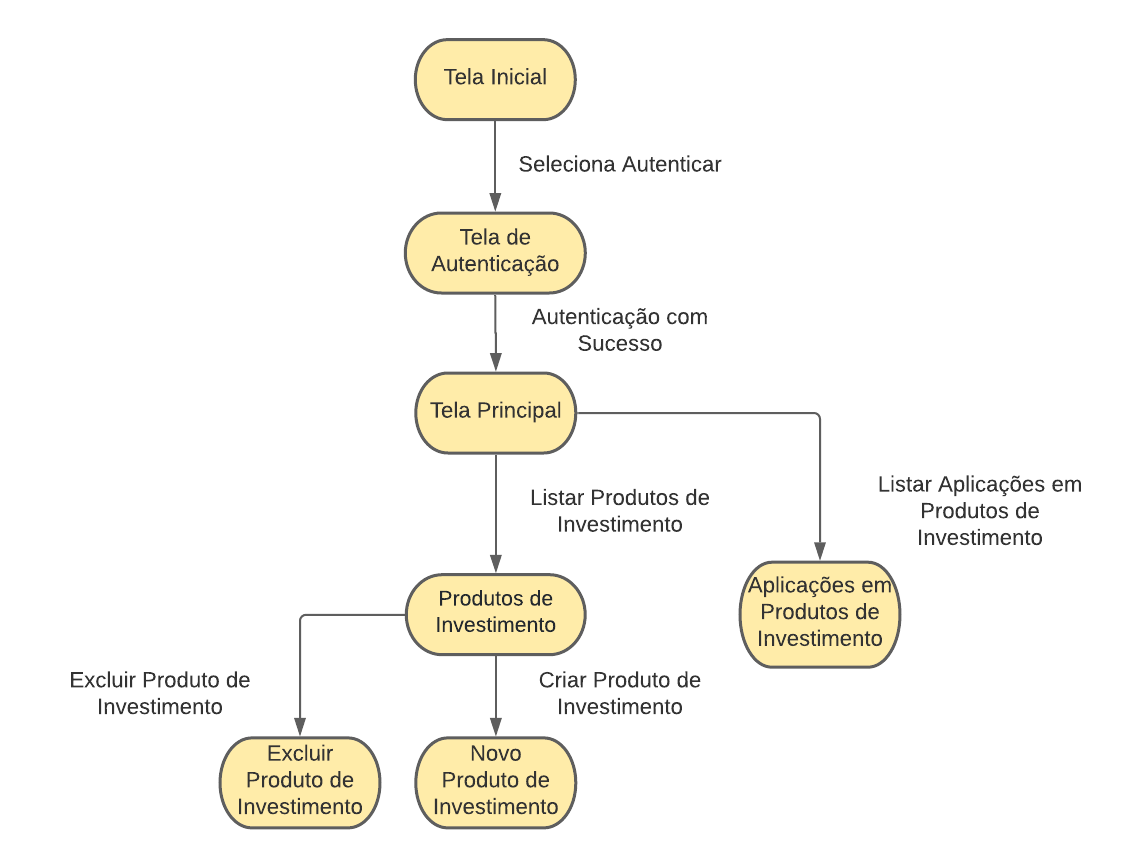 Tela Inicial
Seleciona Autenticar
Tela de
Autenticação
Autenticação com
Sucesso
Tela Principal
Listar Produtos de
Investimento
Listar Aplicações em
Produtos de
Investimento
Produtos de
Investimento
Aplicações em
Produtos de
Investimento
Excluir Produto de
Investimento
Criar Produto de
Investimento
Excluir
Produto de
Investimento
Novo
Produto de
Investimento